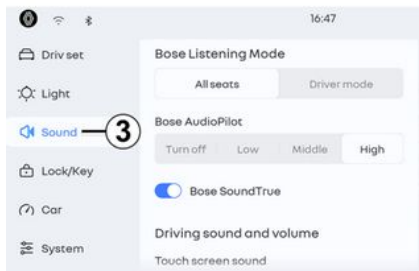 16:47
Driv set
Bose Listening Mode
All seats
Driver mode
Light
Bose AudioPilot
Sound
3
Turn off
Low
Middle
High
Lock/Key
Bose SoundTrue
Car
Driving sound and volume
System
Touch screen sound